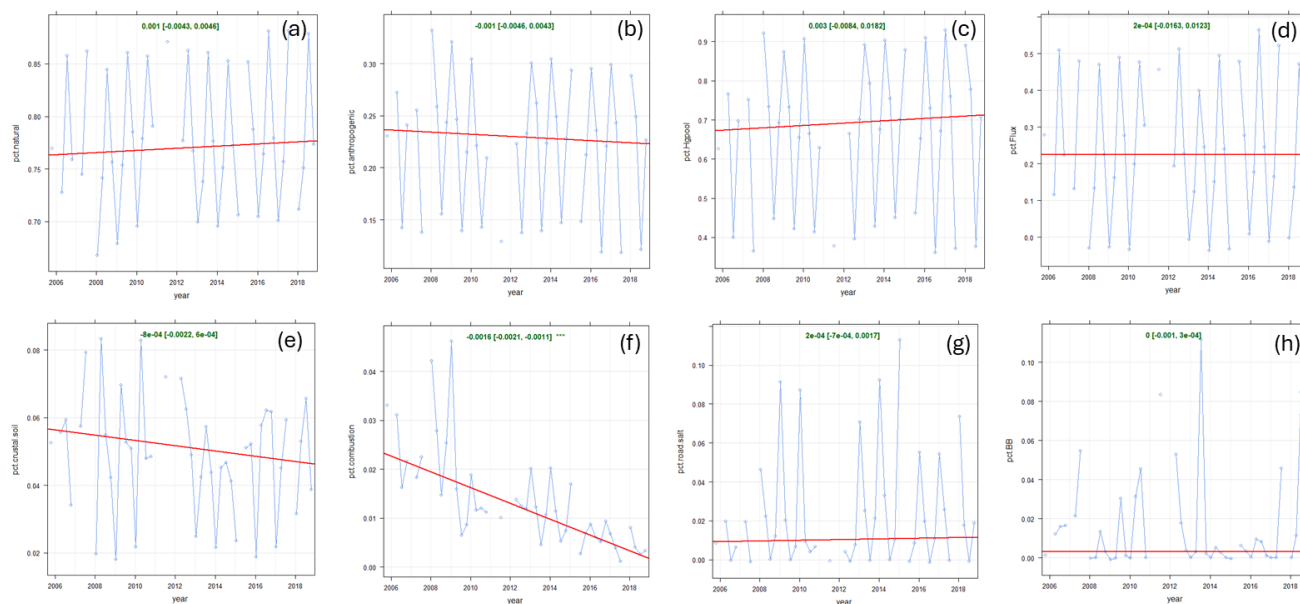 0.001 [-0.0043, 0.0046]
(a)
pct.natural
0.85
0.80
0.75
0.70
2006 2008 2010 2012 2014 2016 2018
year
-0.001 [-0.0046, 0.0043]
(b)
pct.anthropogenic
0.30
0.25
0.20
0.15
2006 2008 2010 2012 2014 2016 2018
year
0.003 [-0.0084, 0.0182]
(c)
pct.Hgpool
0.9
0.8
0.7
0.6
0.5
0.4
2006 2008 2010 2012 2014 2016 2018
year
2e-04 [-0.0163, 0.0123]
(d)
pct.Flux
0.5
0.4
0.3
0.2
0.1
0.0
2006 2008 2010 2012 2014 2016 2018
year
-8e-04 [-0.0022, 6e-04]
(e)
pct.crustal.soil
0.08
0.06
0.04
0.02
2006 2008 2010 2012 2014 2016 2018
year
-0.0016 [-0.0021, -0.0011] ***
(f)
pct.combustion
0.04
0.03
0.02
0.01
0.00
2006 2008 2010 2012 2014 2016 2018
year
2e-04 [-7e-04, 0.0017]
(g)
pct.road.salt
0.10
0.08
0.06
0.04
0.02
0.00
2006 2008 2010 2012 2014 2016 2018
year
0 [-0.001, 3e-04]
(h)
pct.BB
0.10
0.08
0.06
0.04
0.02
0.00
2006 2008 2010 2012 2014 2016 2018
year